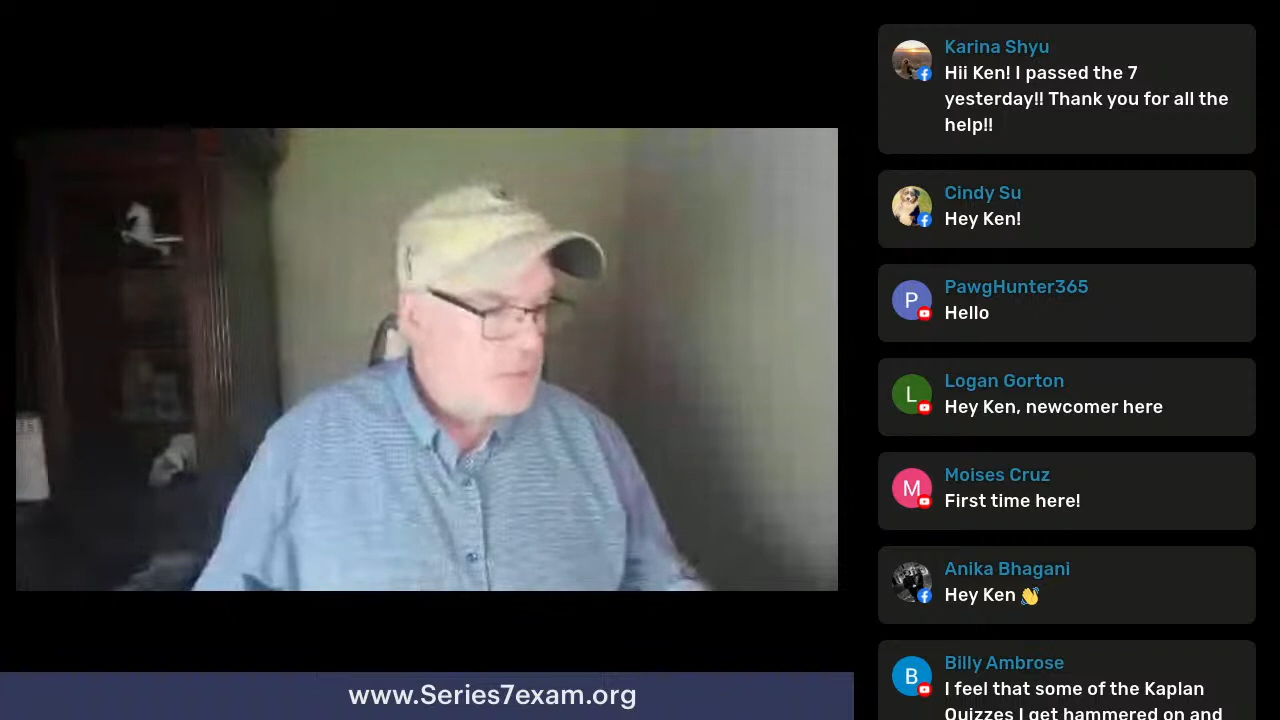 Karina Shyu
Hii Ken! I passed the 7
yesterday!! Thank you for all the
help!!
Cindy Su
Hey Ken!
P
PawgHunter365
Hello
L
Logan Gorton
Hey Ken, newcomer here
M
Moises Cruz
First time here!
Anika Bhagani
Hey Ken 👋
B
Billy Ambrose
I feel that some of the Kaplan
Quizzes I get hammered on and
www.Series7exam.org